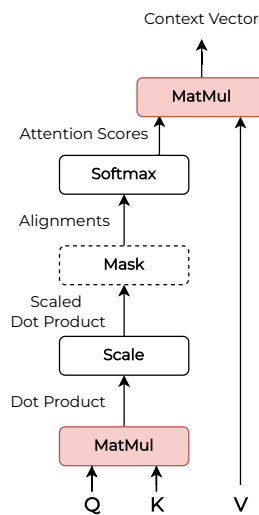 Context Vector
MatMul
Attention Scores
Softmax
Alignments
Mask
Scaled
Dot Product
Scale
Dot Product
MatMul
Q K V